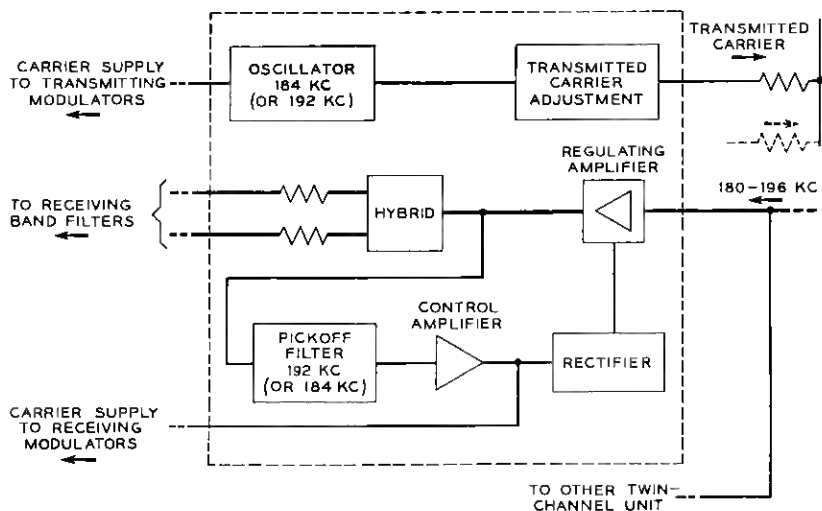 TRANSMITTED
CARRIER
CARRIER SUPPLY
TO TRANSMITTING
MODULATORS
OSCILLATOR
184 KC
(OR 192 KC)
TRANSMITTED
CARRIER
ADJUSTMENT
REGULATING
AMPLIFIER
180-196 KC
TO RECEIVING
BAND FILTERS
HYBRID
CONTROL
AMPLIFIER
PICKOFF
FILTER
192 KC
(OR 184 KC)
RECTIFIER
CARRIER SUPPLY
TO RECEIVING
MODULATORS
TO OTHER TWIN-
CHANNEL UNIT